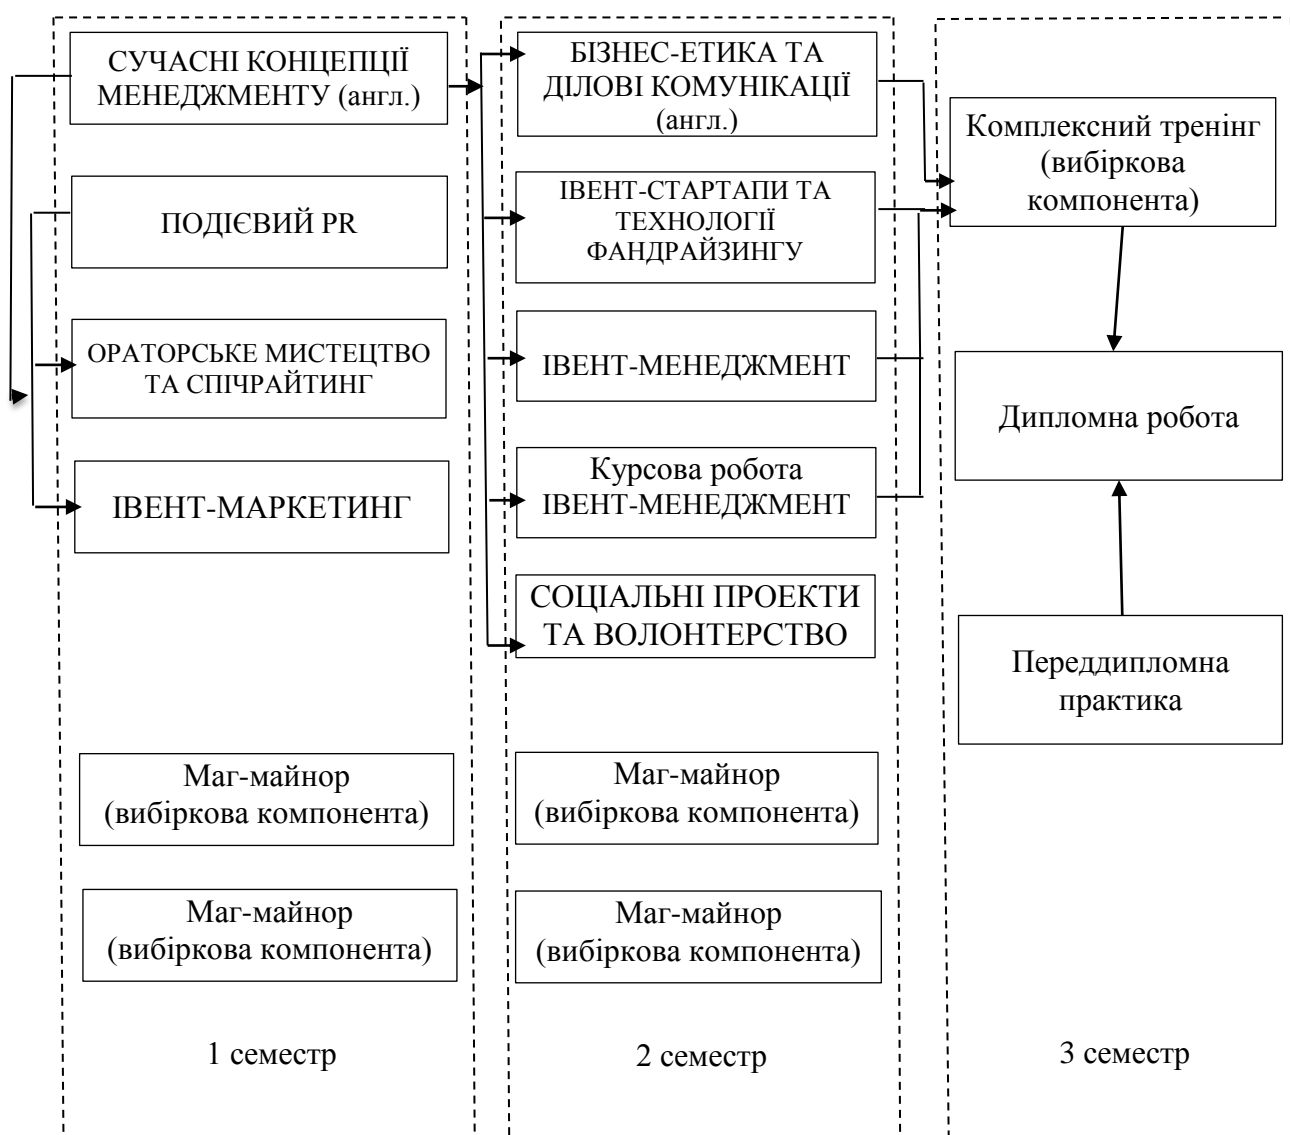 СУЧАСНІ КОНЦЕПЦІЇ
МЕНЕДЖМЕНТУ (англ.)
ПОДІЄВИЙ PR
ОРАТОРСЬКЕ МИСТЕЦТВО
ТА СПІЧРАЙТИНГ
ІВЕНТ-МАРКЕТИНГ
Маг-майнор
(вибіркова компонента)
Маг-майнор
(вибіркова компонента)
1 семестр
БІЗНЕС-ЕТИКА ТА
ДІЛОВІ КОМУНІКАЦІЇ
(англ.)
ІВЕНТ-СТАРТАПИ ТА
ТЕХНОЛОГІЇ
ФАНДРАЙЗИНГУ
ІВЕНТ-МЕНЕДЖМЕНТ
Курсова робота
ІВЕНТ-МЕНЕДЖМЕНТ
СОЦІАЛЬНІ ПРОЕКТИ
ТА ВОЛОНТЕРСТВО
Маг-майнор
(вибіркова компонента)
Маг-майнор
(вибіркова компонента)
2 семестр
Комплексний тренінг
(вибіркова
компонента)
Дипломна робота
Переддипломна
практика
3 семестр